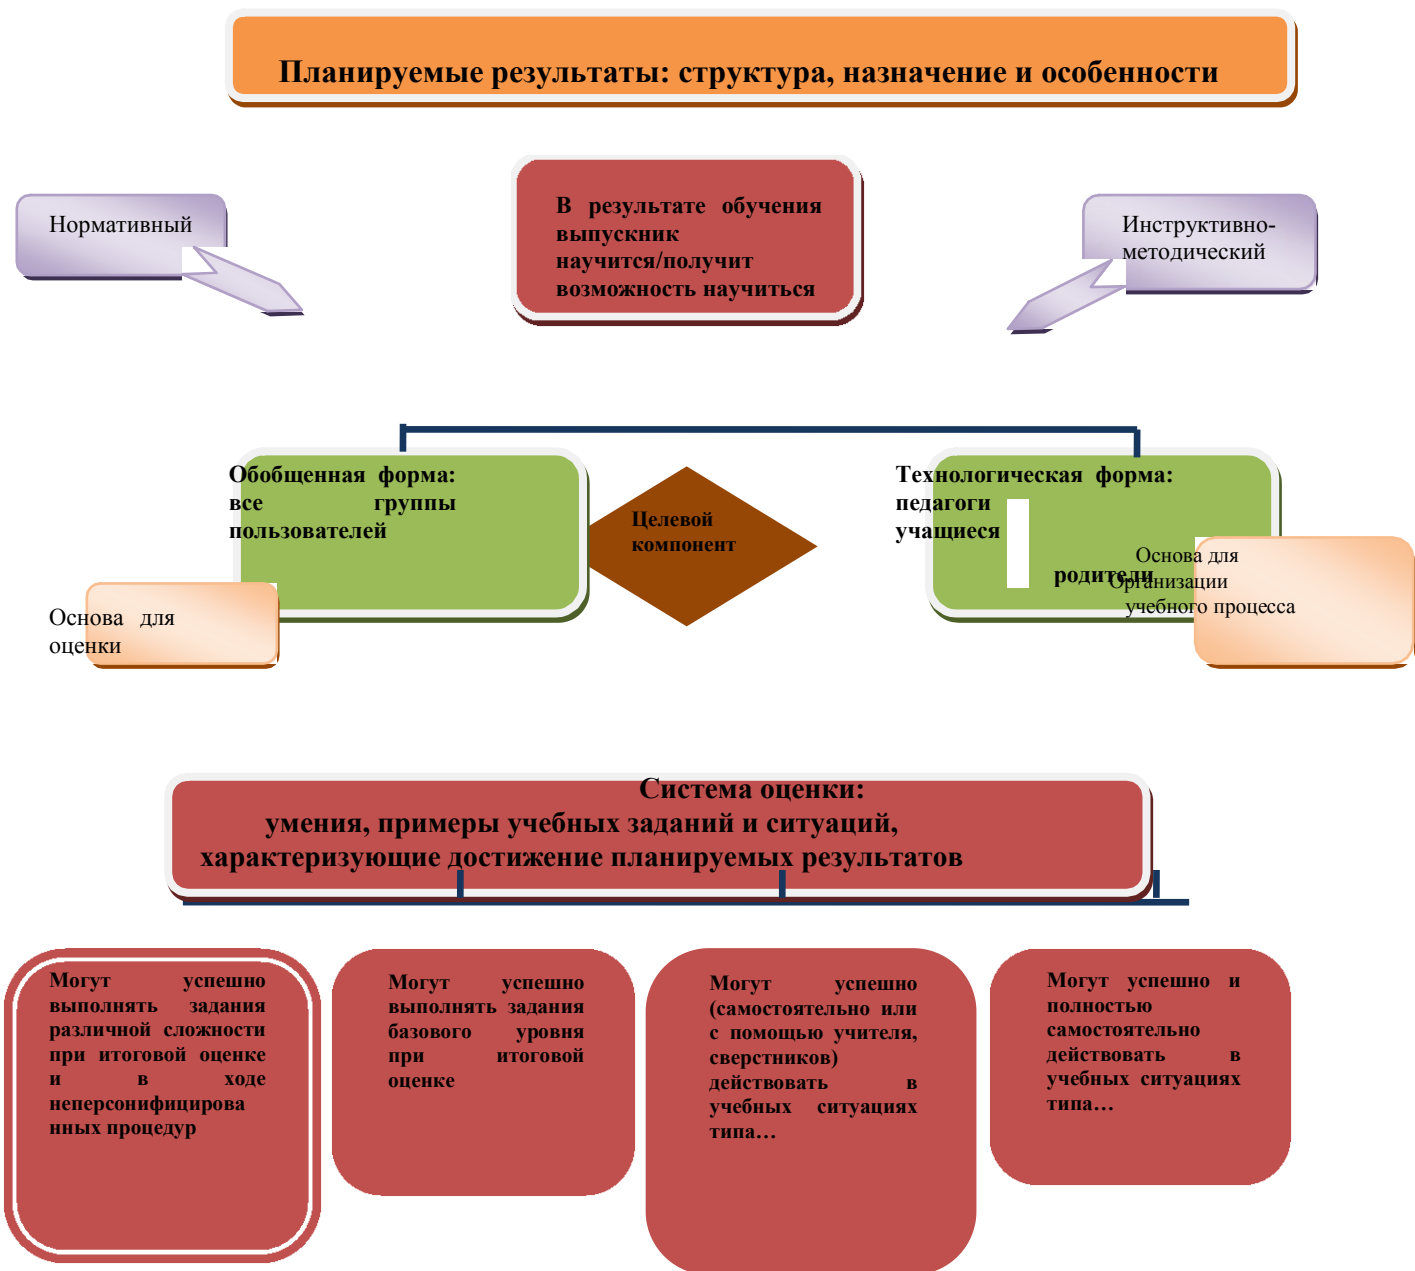 Планируемые результаты: структура, назначение и особенности
Нормативный
В результате обучения
выпускник
научится/получит
возможность научиться
Инструктивно-
методический
Обобщенная форма:
все группы
пользователей
Целевой
компонент
Технологическая форма:
педагоги
учащиеся
родители
Основа для
Организации
учебного процесса
Основа для
оценки
Система оценки:
умения, примеры учебных заданий и ситуаций,
характеризующие достижение планируемых результатов
Могут успешно
выполнять задания
различной сложности
при итоговой оценке
и в ходе
неперсонифицирова
нных процедур
Могут успешно
выполнять задания
базового уровня
при итоговой
оценке
Могут успешно
(самостоятельно или
с помощью учителя,
сверстников)
действовать в
учебных ситуациях
типа…
Могут успешно и
полностью
самостоятельно
действовать в
учебных ситуациях
типа…